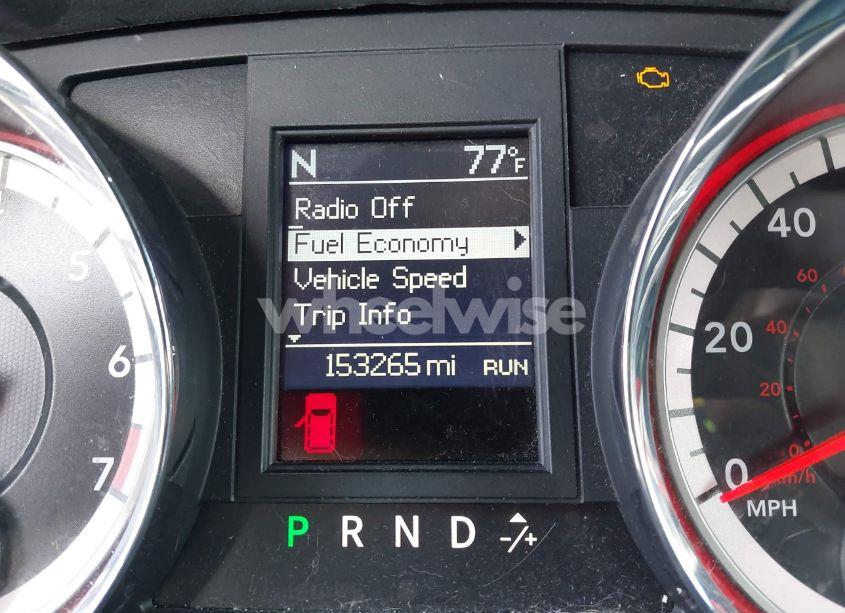 N 77°F
Radio Off
Fuel Economy
Vehicle Speed
Trip Info
wheelwise
153265 mi RUN
P R N D -/+
5
6
7
40
20
0
MPH
60
40
20
0
km/h